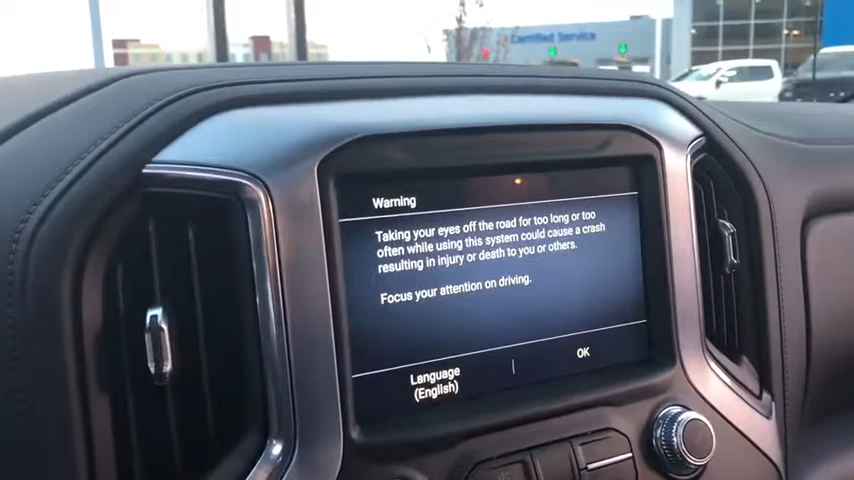 Certified Service
Warning
Taking your eyes off the road for too long or too
often while using this system could cause a crash
resulting in injury or death to you or others.
Focus your attention on driving.
Language
(English)
OK